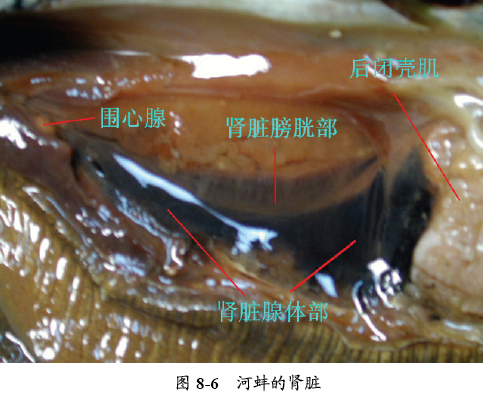 后闭壳肌
围心腺
肾脏膀胱部
肾脏腺体部
图 8-6 河蚌的肾脏